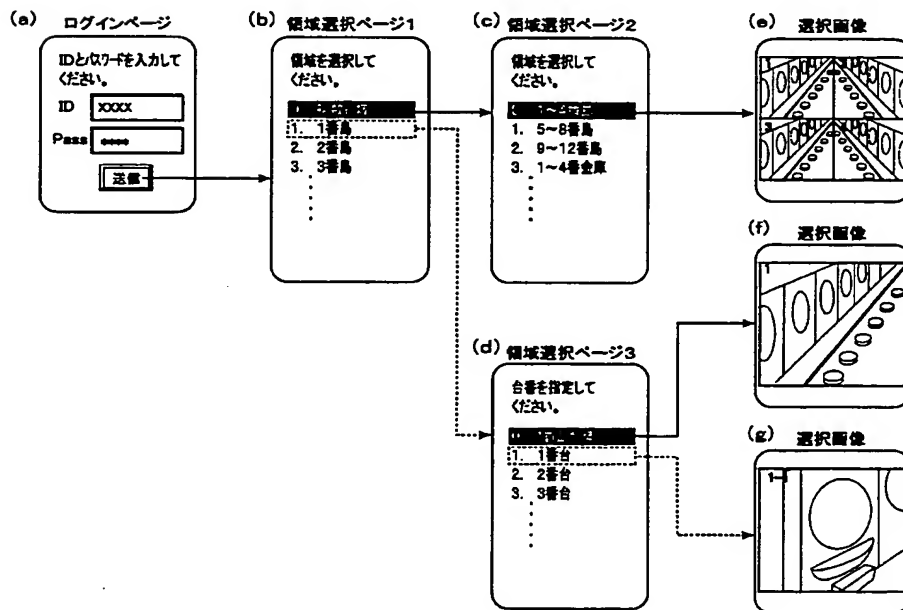 (a)
ログインページ
IDとパスワードを入力して
ください。
ID
xxxx
Pass
****
送信
(b)
領域選択ページ1
領域を選択して
ください。
1. 1番島
2. 2番島
3. 3番島
(c)
領域選択ページ2
領域を選択して
ください。
1. 5~8番島
2. 9~12番島
3. 1~4番金庫
(d)
領域選択ページ3
台番を指定して
ください。
1. 1番台
2. 2番台
3. 3番台
(e)
選択画像
3
(f)
選択画像
1
(g)
選択画像
1-1